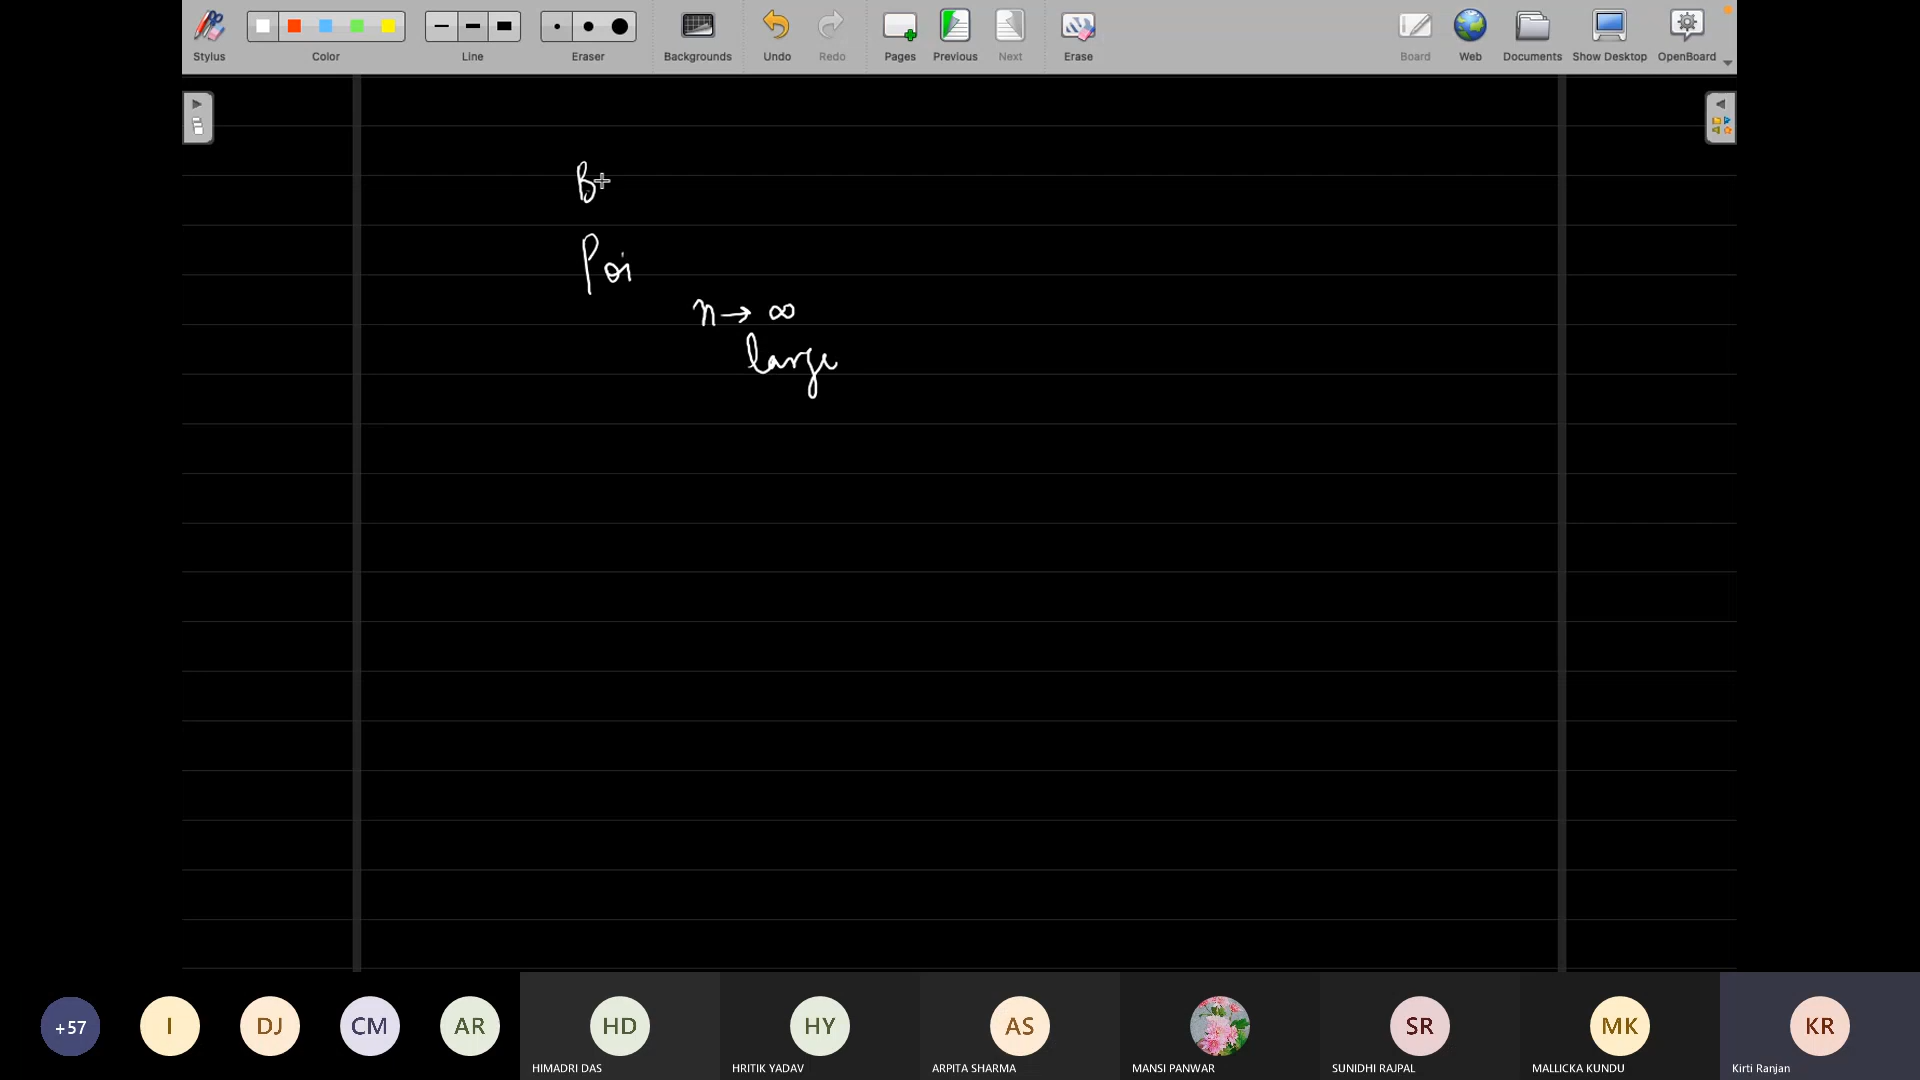 Stylus Color Line Eraser Backgrounds Undo Redo Pages Previous Next Erase Board Web Documents Show Desktop OpenBoard
B
Poi
n → ∞
large
+57 I DJ CM AR HD HY AS SR MK KR
HIMADRI DAS HRITIK YADAV ARPITA SHARMA MANSI PANWAR SUNIDHI RAJPAL MALLICKA KUNDU Kirti Ranjan